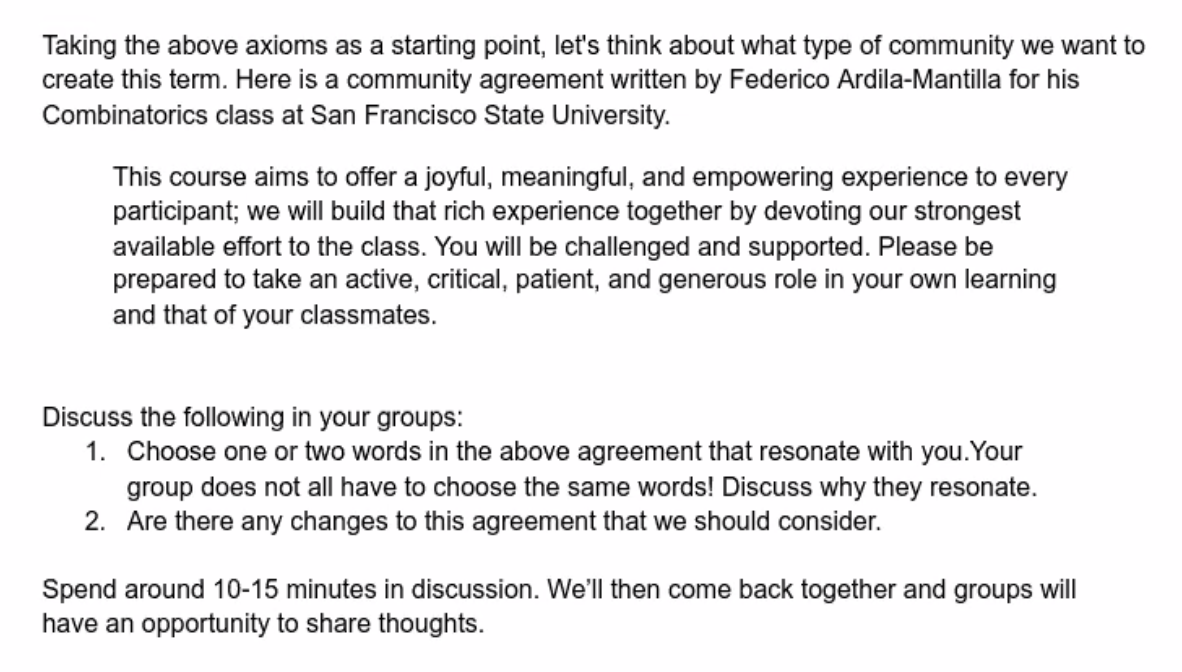 Taking the above axioms as a starting point, let's think about what type of community we want to
create this term. Here is a community agreement written by Federico Ardila-Mantilla for his
Combinatorics class at San Francisco State University.
This course aims to offer a joyful, meaningful, and empowering experience to every
participant; we will build that rich experience together by devoting our strongest
available effort to the class. You will be challenged and supported. Please be
prepared to take an active, critical, patient, and generous role in your own learning
and that of your classmates.
Discuss the following in your groups:
1. Choose one or two words in the above agreement that resonate with you.Your
group does not all have to choose the same words! Discuss why they resonate.
2. Are there any changes to this agreement that we should consider.
Spend around 10-15 minutes in discussion. We’ll then come back together and groups will
have an opportunity to share thoughts.